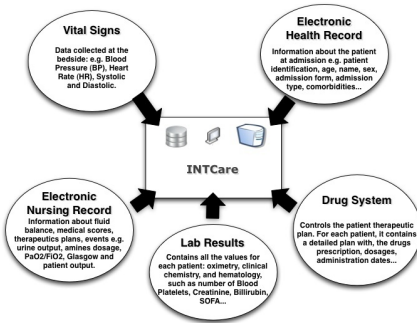 Vital Signs
Data collected at the
bedside: e.g. Blood
Pressure (BP), Heart
Rate (HR), Systolic
and Diastolic.
Electronic
Health Record
Information about the patient
at admission e.g. patient
identification, age, name, sex,
admission form, admission
type, comorbidities...
INTCare
Electronic
Nursing Record
Information about fluid
balance, medical scores,
therapeutics plans, events e.g.
urine output, amines dosage,
PaO2/FiO2, Glasgow and
patient output.
Lab Results
Contains all the values for
each patient: oximetry, clinical
chemistry, and hematology,
such as number of Blood
Platelets, Creatinine, Billirubin,
SOFA...
Drug System
Controls the patient therapeutic
plan. For each patient, it contains
a detailed plan with, the drugs
prescription, dosages,
administration dates...